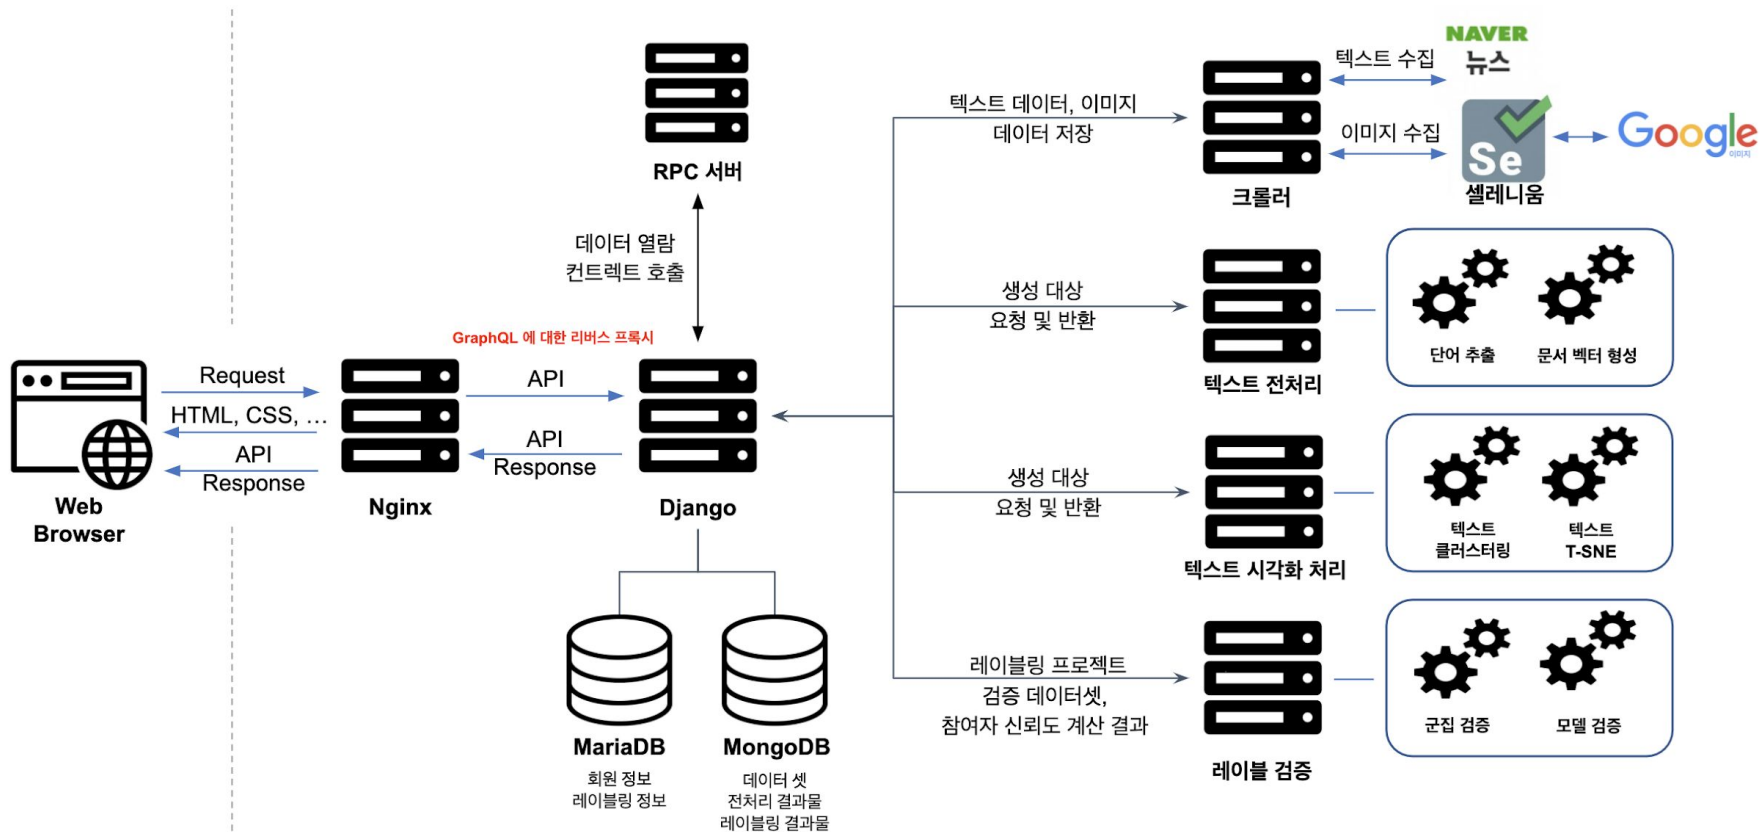 Web
Browser
Request
HTML, CSS, ...
API
Response
Nginx
GraphQL 에 대한 리버스 프록시
API
API
Response
Django
RPC 서버
데이터 열람
컨트렉트 호출
MariaDB
회원 정보
레이블링 정보
MongoDB
데이터 셋
전처리 결과물
레이블링 결과물
텍스트 데이터, 이미지
데이터 저장
크롤러
텍스트 수집
NAVER
뉴스
이미지 수집
Se
셀레니움
Google
이미지
생성 대상
요청 및 반환
텍스트 전처리
단어 추출
문서 벡터 형성
생성 대상
요청 및 반환
텍스트 시각화 처리
텍스트
클러스터링
텍스트
T-SNE
레이블링 프로젝트
검증 데이터셋,
참여자 신뢰도 계산 결과
레이블 검증
군집 검증
모델 검증